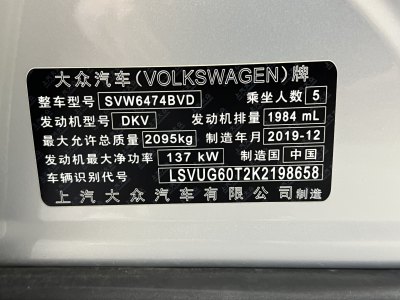 大众汽车(VOLKSWAGEN)牌
整车型号 SVW6474BVD 乘坐人数 5
发动机型号 DKV 发动机排量 1984 mL
最大允许总质量 2095kg 制造年月 2019-12
发动机最大净功率 137 kW 制造国 中国
车辆识别代号 LSVUG60T2K2198658
上汽大众汽车有限公司 制造